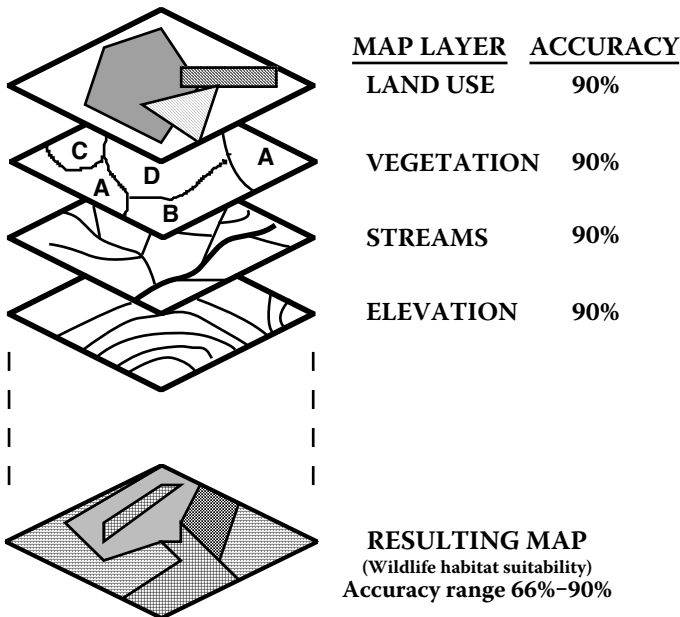 MAP LAYER ACCURACY
LAND USE 90%
C
A
D
VEGETATION 90%
A
B
STREAMS 90%
ELEVATION 90%
RESULTING MAP
(Wildlife habitat suitability)
Accuracy range 66%–90%